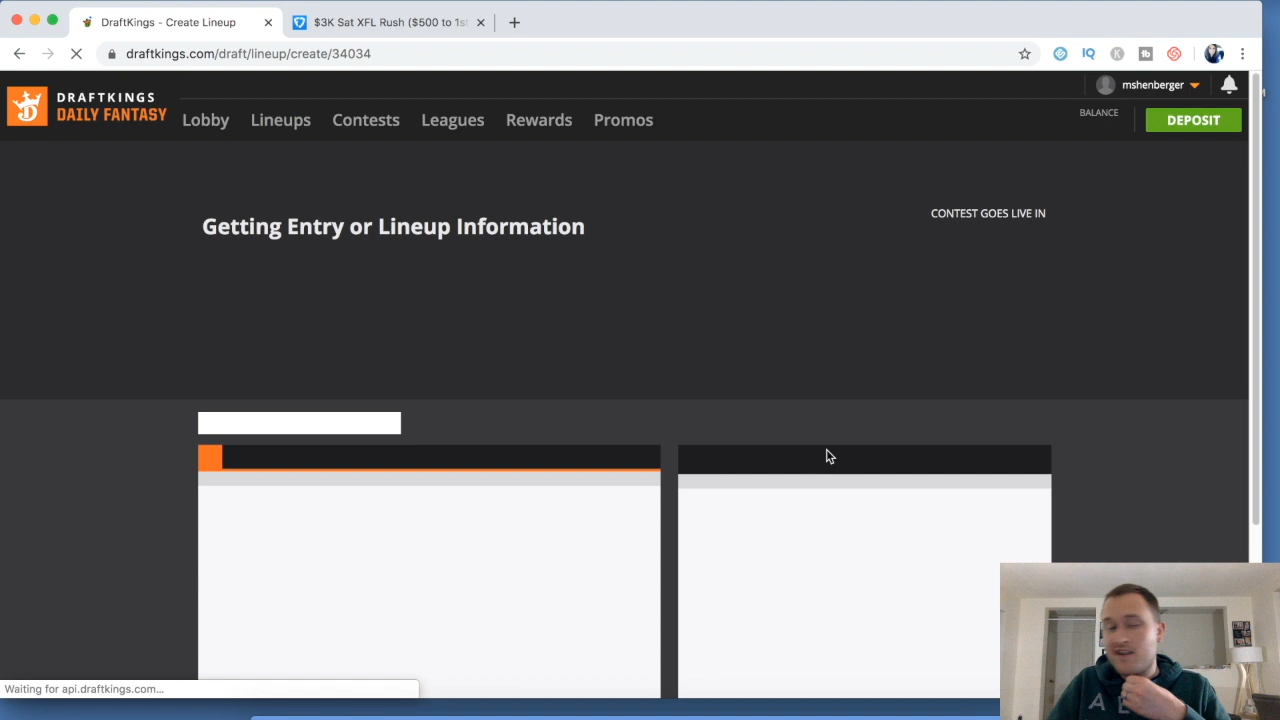 DraftKings - Create Lineup
$3K Sat XFL Rush ($500 to 1st
draftkings.com/draft/lineup/create/34034
IQ
K
tb
mshenberger
DRAFTKINGS
DAILY FANTASY
Lobby
Lineups
Contests
Leagues
Rewards
Promos
BALANCE
DEPOSIT
Getting Entry or Lineup Information
CONTEST GOES LIVE IN
Waiting for api.draftkings.com...